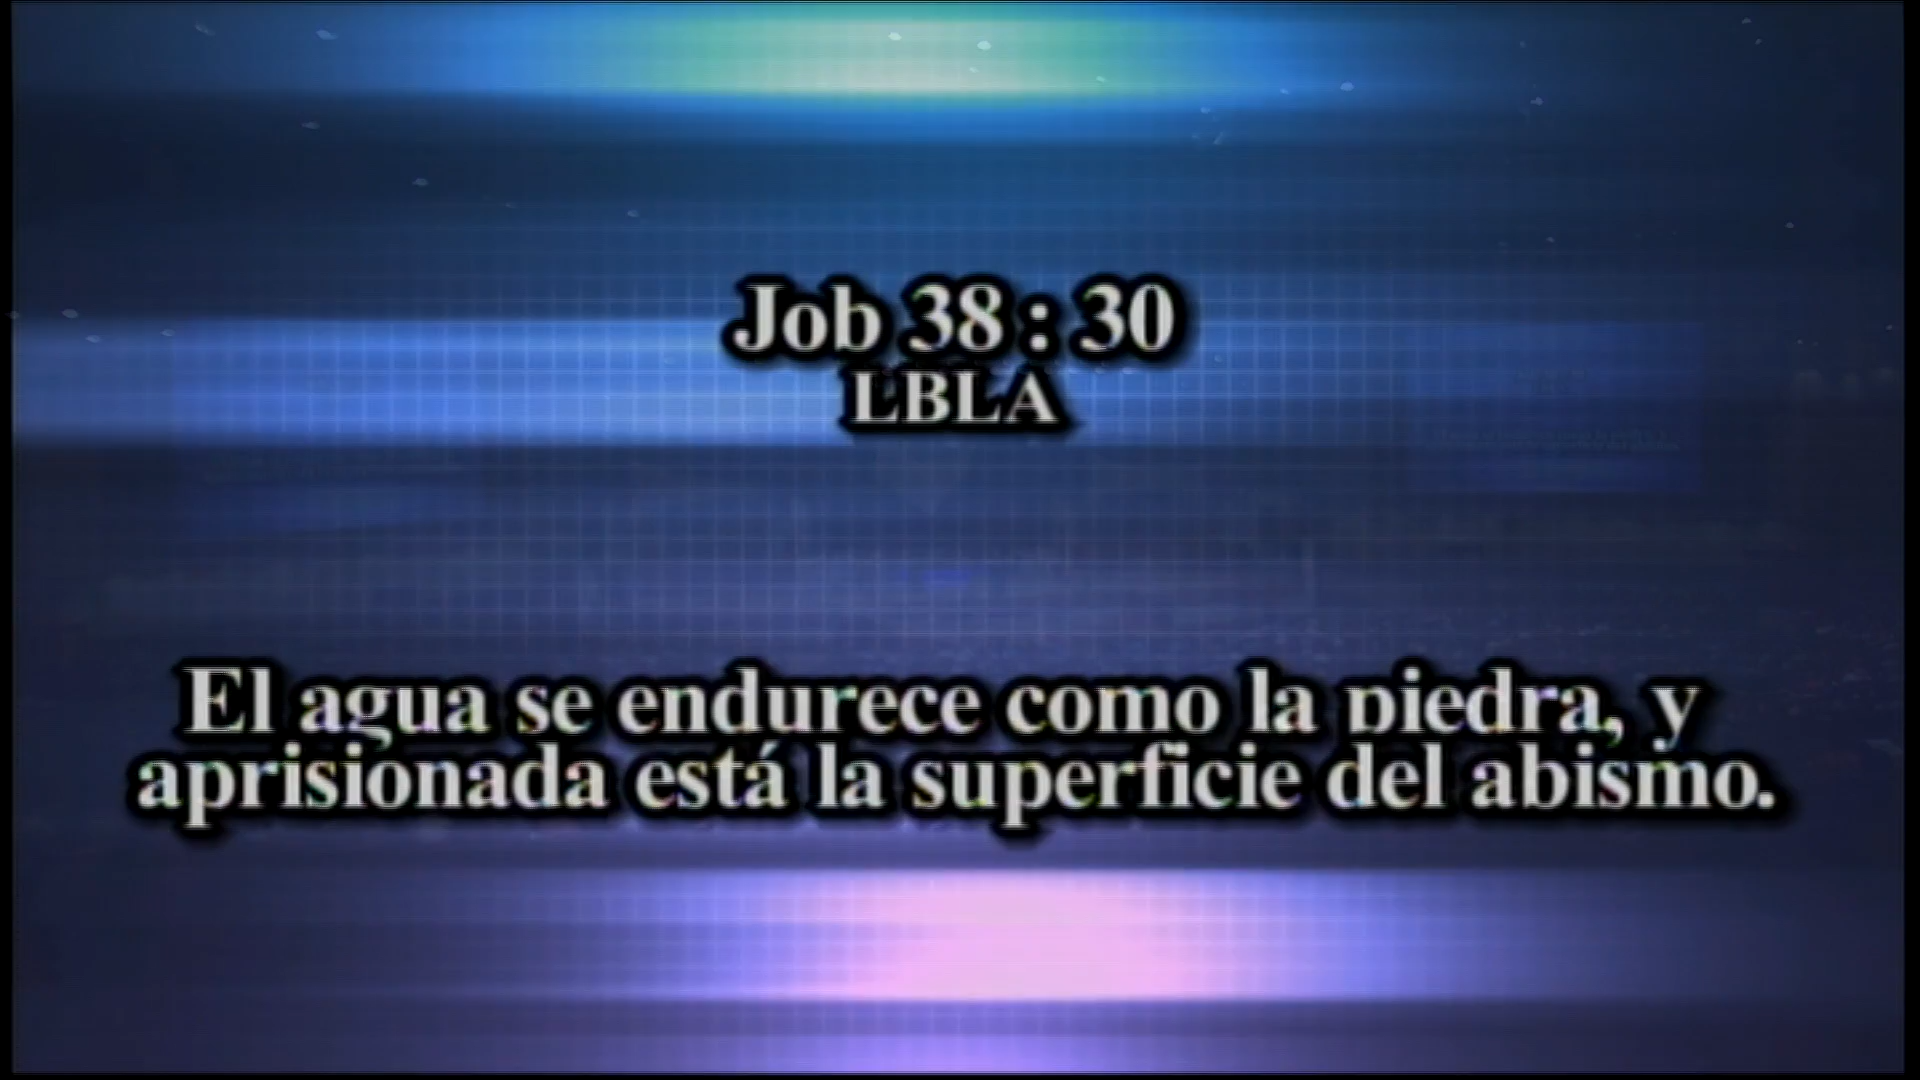 Job 38 : 30
LBLA
El agua se endurece como la piedra, y
aprisionada está la superficie del abismo.